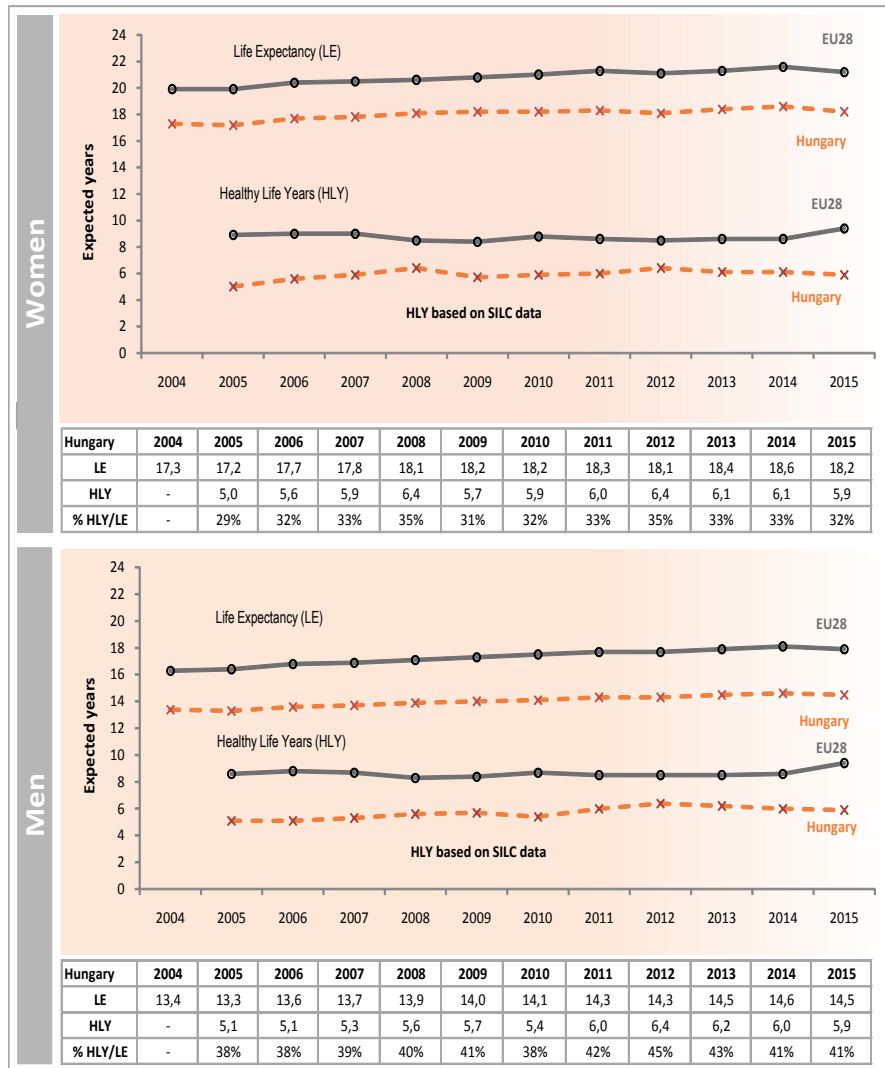 Women
24
22
20
18
16
14
12
10
8
6
4
2
0
Expected years
Life Expectancy (LE)
EU28
Hungary
Healthy Life Years (HLY)
EU28
Hungary
HLY based on SILC data
2004 2005 2006 2007 2008 2009 2010 2011 2012 2013 2014 2015
Hungary 2004 2005 2006 2007 2008 2009 2010 2011 2012 2013 2014 2015
LE 17,3 17,2 17,7 17,8 18,1 18,2 18,2 18,3 18,1 18,4 18,6 18,2
HLY - 5,0 5,6 5,9 6,4 5,7 5,9 6,0 6,4 6,1 6,1 5,9
% HLY/LE - 29% 32% 33% 35% 31% 32% 33% 35% 33% 33% 32%
Men
24
22
20
18
16
14
12
10
8
6
4
2
0
Expected years
Life Expectancy (LE)
EU28
Hungary
Healthy Life Years (HLY)
EU28
Hungary
HLY based on SILC data
2004 2005 2006 2007 2008 2009 2010 2011 2012 2013 2014 2015
Hungary 2004 2005 2006 2007 2008 2009 2010 2011 2012 2013 2014 2015
LE 13,4 13,3 13,6 13,7 13,9 14,0 14,1 14,3 14,3 14,5 14,6 14,5
HLY - 5,1 5,1 5,3 5,6 5,7 5,4 6,0 6,4 6,2 6,0 5,9
% HLY/LE - 38% 38% 39% 40% 41% 38% 42% 45% 43% 41% 41%